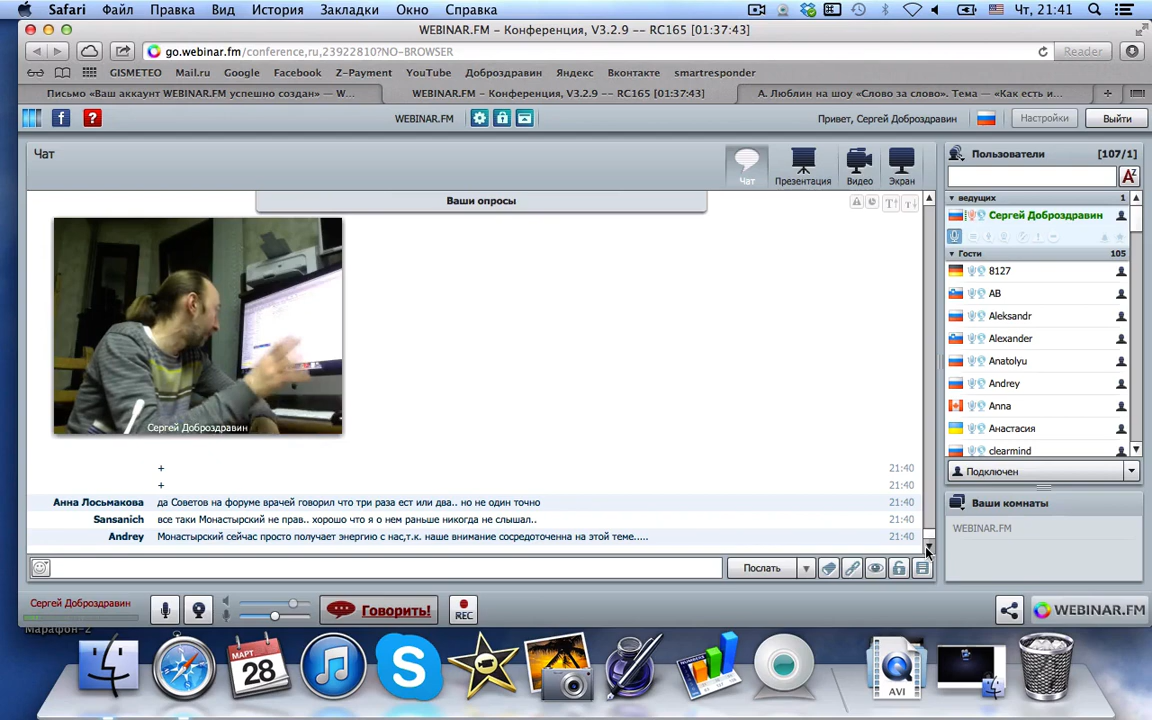 Safari Файл Правка Вид История Закладки Окно Справка Чт, 21:41
WEBINAR.FM – Конференция, V3.2.9 -- RC165 [01:37:43]
go.webinar.fm/conference,ru,23922810?NO-BROWSER Reader
GISMETEO Mail.ru Google Facebook Z-Payment YouTube Доброздравин Яндекс Вконтакте smartresponder
Письмо «Ваш аккаунт WEBINAR.FM успешно создан» — W... WEBINAR.FM – Конференция, V3.2.9 -- RC165 [01:37:43] А. Люблин на шоу «Слово за слово». Тема — «Как есть и...
f ? WEBINAR.FM Привет, Сергей Доброздравин Настройки Выйти
Чат
Чат Презентация Видео Экран
Ваши опросы
Сергей Доброздравин
+ 21:40
+ 21:40
Анна Лосьмакова да Советов на форуме врачей говорил что три раза ест или два.. но не один точно 21:40
Sansanich все таки Монастырский не прав.. хорошо что я о нем раньше никогда не слышал.. 21:40
Andrey Монастырский сейчас просто получает энергию с нас,т.к. наше внимание сосредоточенна на этой теме..... 21:40
Послать
Пользователи [107/1]
AZ
ведущих 1
Сергей Доброздравин
Гости 105
8127
AB
Aleksandr
Alexander
Anatolyu
Andrey
Anna
Анастасия
clearmind
Подключен
Ваши комнаты
WEBINAR.FM
Сергей Доброздравин Говорить! REC WEBINAR.FM
Марафон-2
МАРТ
28
S
NUMBERS
AVI